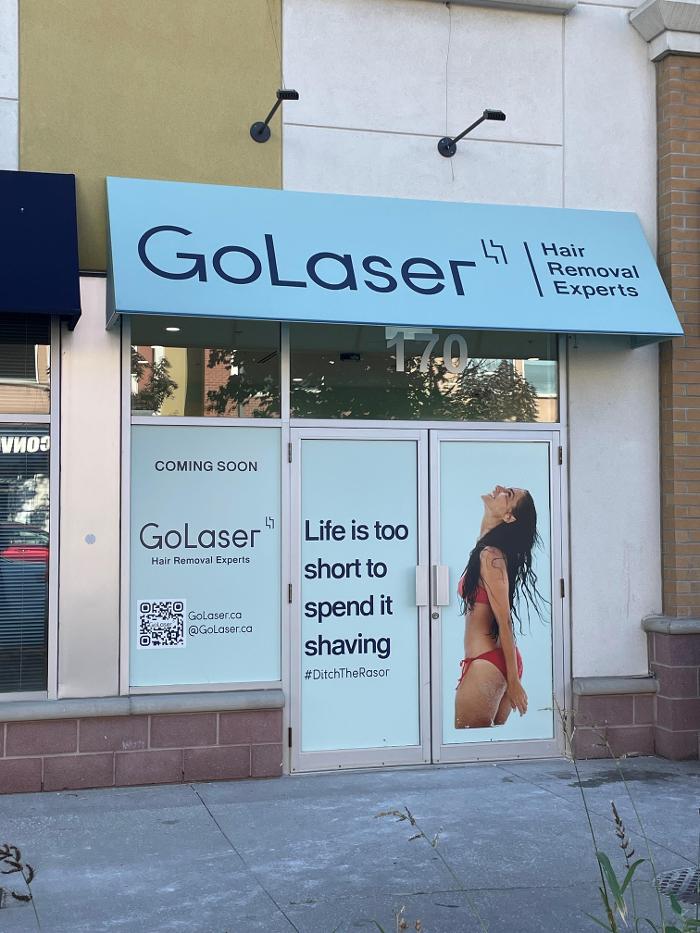 GoLaser
Hair
Removal
Experts
170
CONV
COMING SOON
GoLaser
Hair Removal Experts
GoLaser.ca
@GoLaser.ca
Life is too
short to
spend it
shaving
#DitchTheRasor